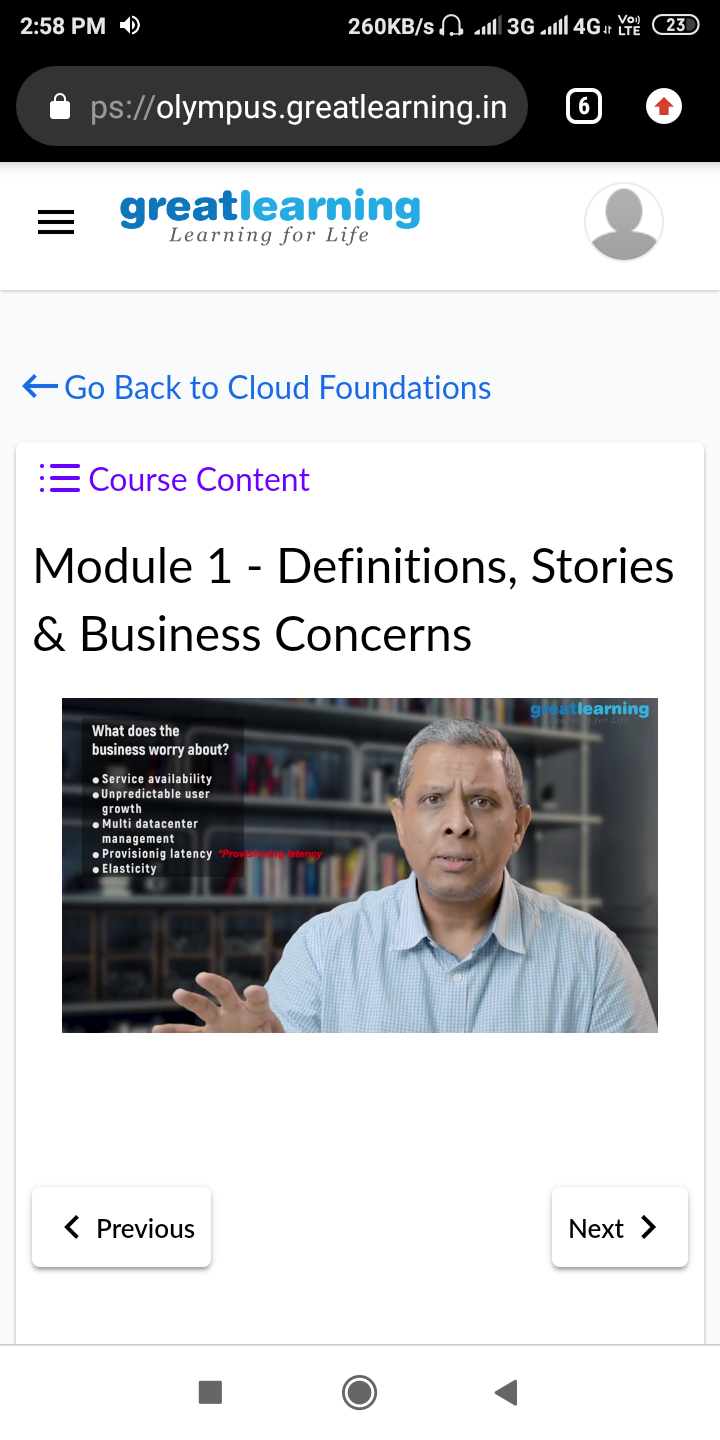 2:58 PM 260KB/s 3G 4G VoLTE 23
ps://olympus.greatlearning.in 6
greatlearning
Learning for Life
Go Back to Cloud Foundations
Course Content
Module 1 - Definitions, Stories
& Business Concerns
greatlearning
Learning for Life
What does the
business worry about?
Service availability
Unpredictable user
growth
Multi datacenter
management
Provisionig latency *Provisioning latency
Elasticity
Previous Next